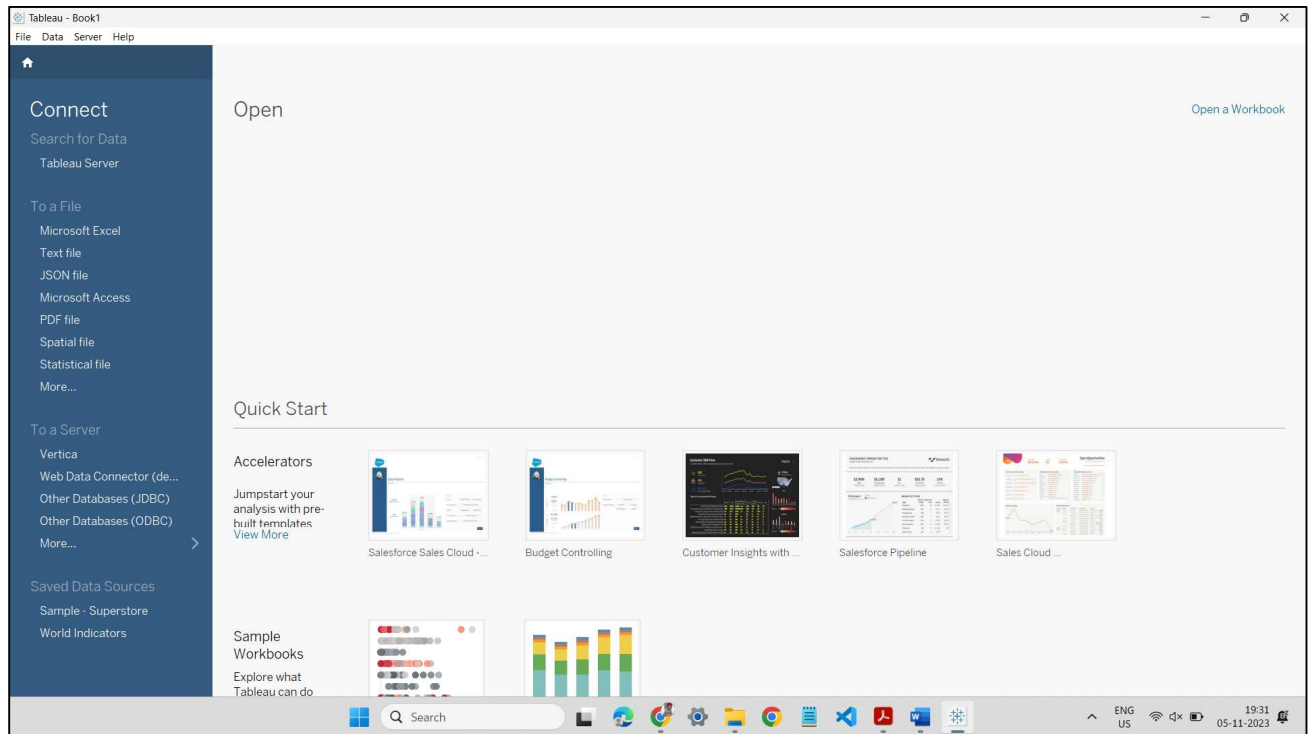 Tableau - Book1
File Data Server Help
Connect
Search for Data
Tableau Server
To a File
Microsoft Excel
Text file
JSON file
Microsoft Access
PDF file
Spatial file
Statistical file
More...
To a Server
Vertica
Web Data Connector (de...
Other Databases (JDBC)
Other Databases (ODBC)
More...
Saved Data Sources
Sample - Superstore
World Indicators
Open
Open a Workbook
Quick Start
Accelerators
Jumpstart your
analysis with pre-
built templates
View More
Salesforce Sales Cloud -...
Budget Controlling
Customer Insights with ...
Salesforce Pipeline
Sales Cloud ...
Sample
Workbooks
Explore what
Tableau can do
Search
ENG
US
19:31
05-11-2023